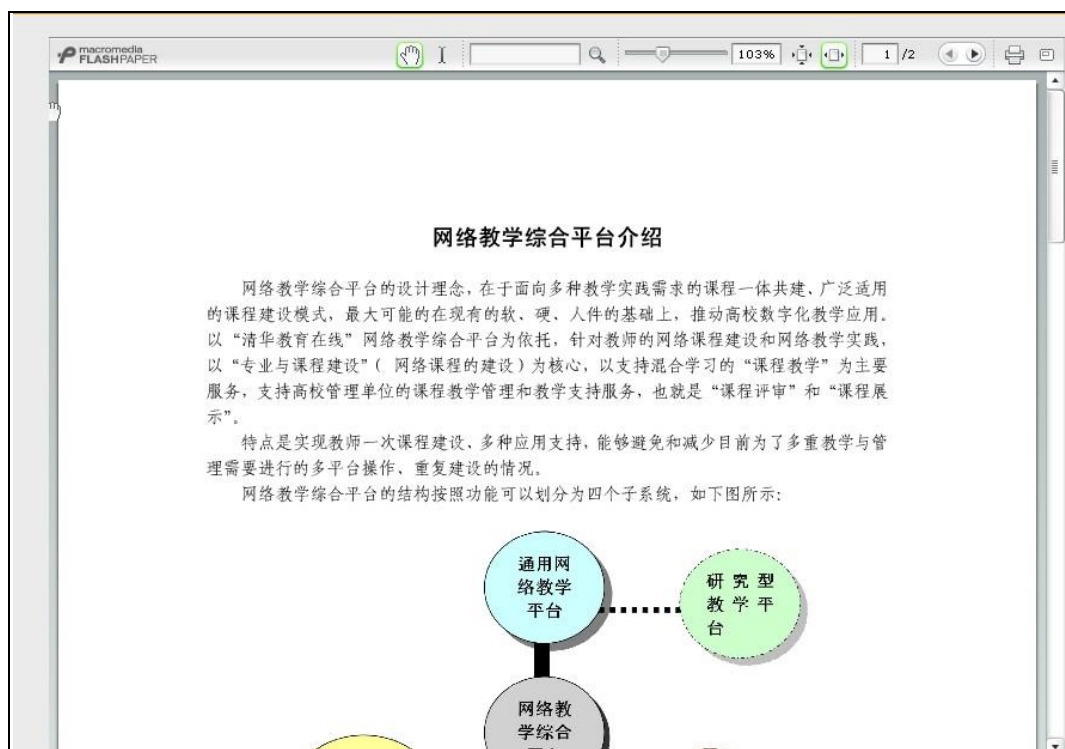 macromedia
FLASHPAPER
103%
1 /2
网络教学综合平台介绍
网络教学综合平台的设计理念,在于面向多种教学实践需求的课程一体共建、广泛适用
的课程建设模式,最大可能的在现有的软、硬、人件的基础上,推动高校数字化教学应用。
以“清华教育在线”网络教学综合平台为依托,针对教师的网络课程建设和网络教学实践,
以“专业与课程建设”( 网络课程的建设)为核心,以支持混合学习的“课程教学”为主要
服务,支持高校管理单位的课程教学管理和教学支持服务,也就是“课程评审”和“课程展
示”。
特点是实现教师一次课程建设、多种应用支持,能够避免和减少目前为了多重教学与管
理需要进行的多平台操作、重复建设的情况。
网络教学综合平台的结构按照功能可以划分为四个子系统,如下图所示:
通用网
络教学
平台
研究型
教学平
台
网络教
学综合